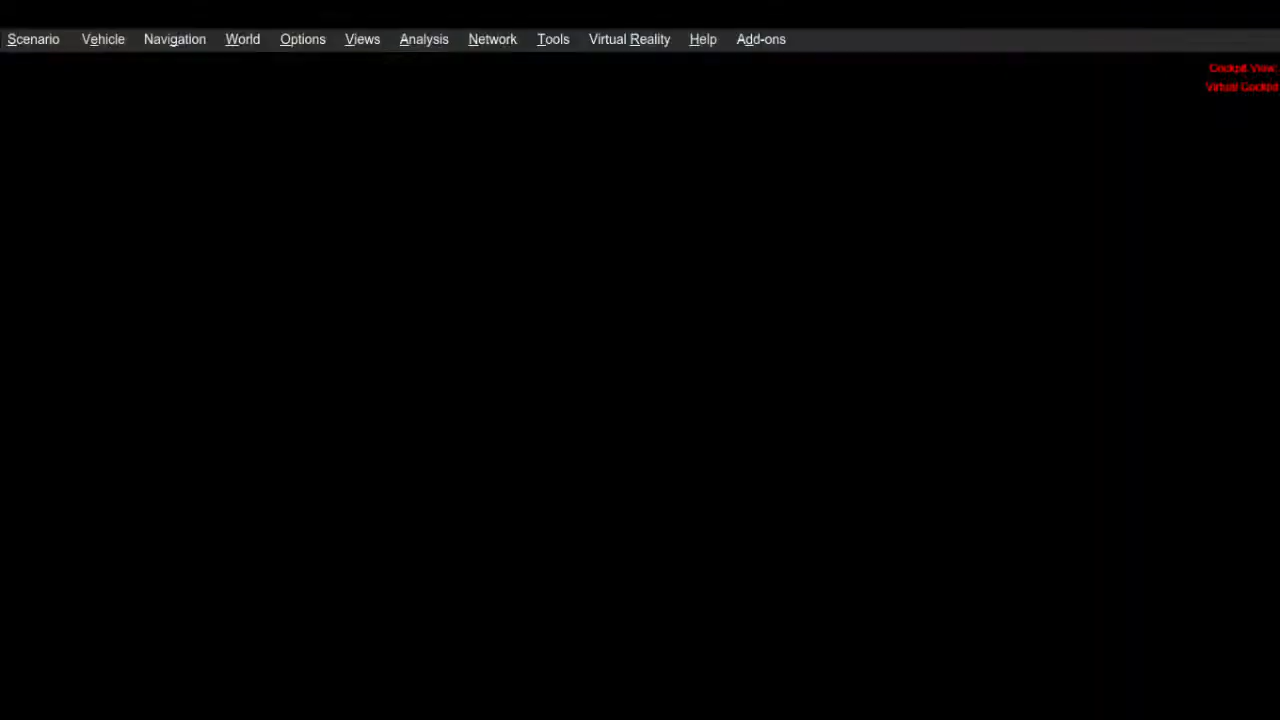 Scenario Vehicle Navigation World Options Views Analysis Network Tools Virtual Reality Help Add-ons
Cockpit View
Virtual Cockpit